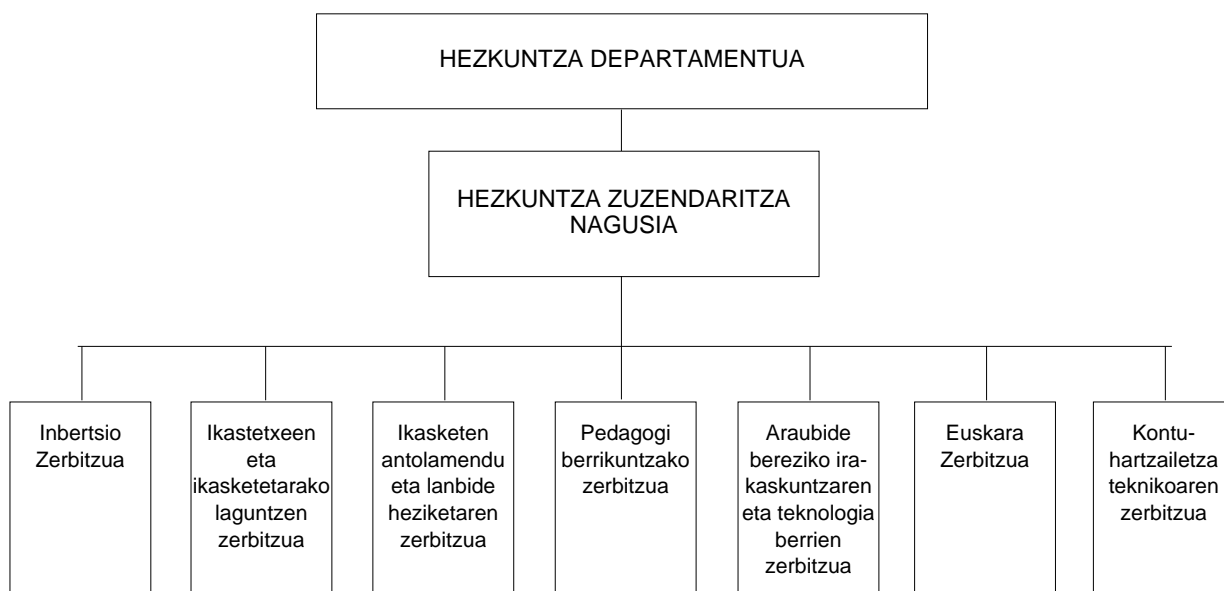 HEZKUNTZA DEPARTAMENTUA
HEZKUNTZA ZUZENDARITZA
NAGUSIA
Inbertsio
Zerbitzua
Ikastetxeen
eta
ikasketetarako
laguntzen
zerbitzua
Ikasketen
antolamendu
eta lanbide
heziketaren
zerbitzua
Pedagogi
berrikuntzako
zerbitzua
Araubide
bereziko ira-
kaskuntzaren
eta teknologia
berrien
zerbitzua
Euskara
Zerbitzua
Kontu-
hartzailetza
teknikoaren
zerbitzua